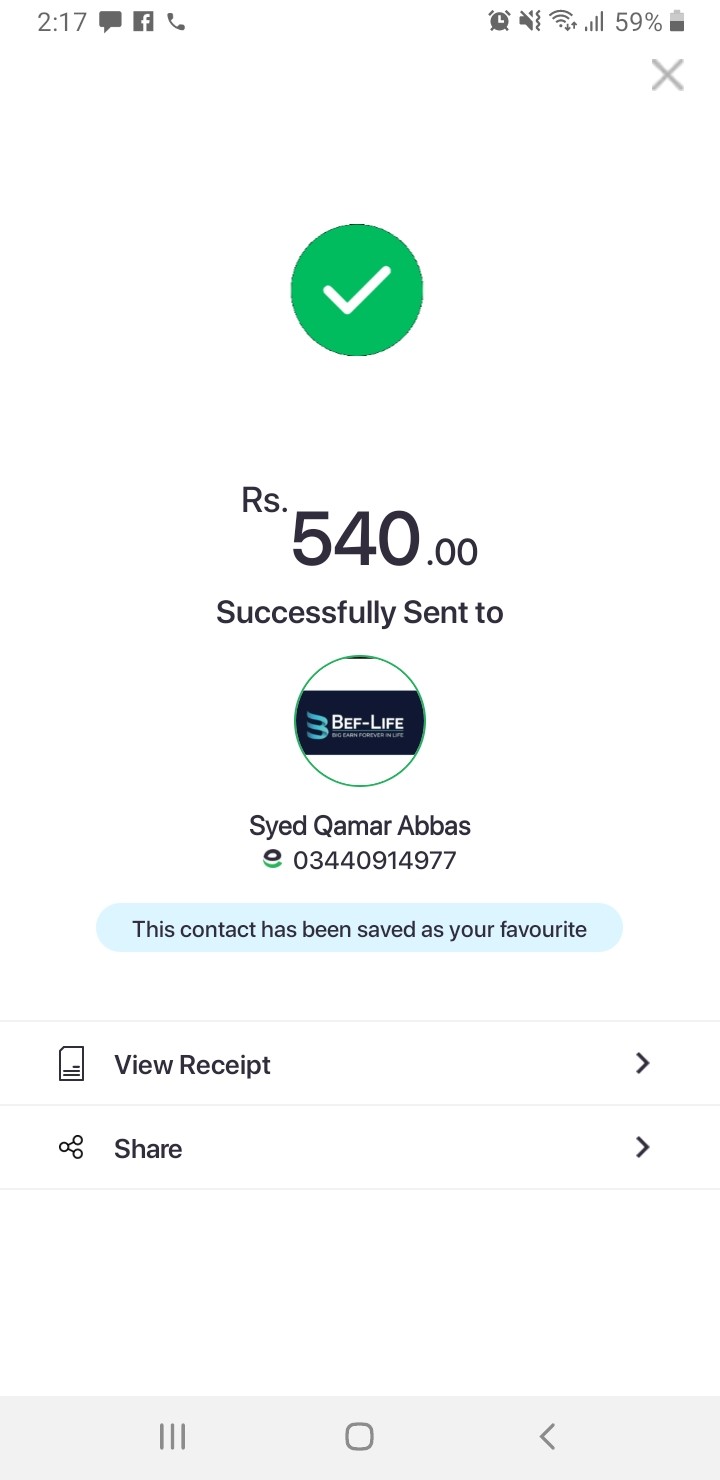 2:17
59%
Rs. 540.00
Successfully Sent to
BEF-LIFE
BIG EARN FOREVER IN LIFE
Syed Qamar Abbas
03440914977
This contact has been saved as your favourite
View Receipt
Share